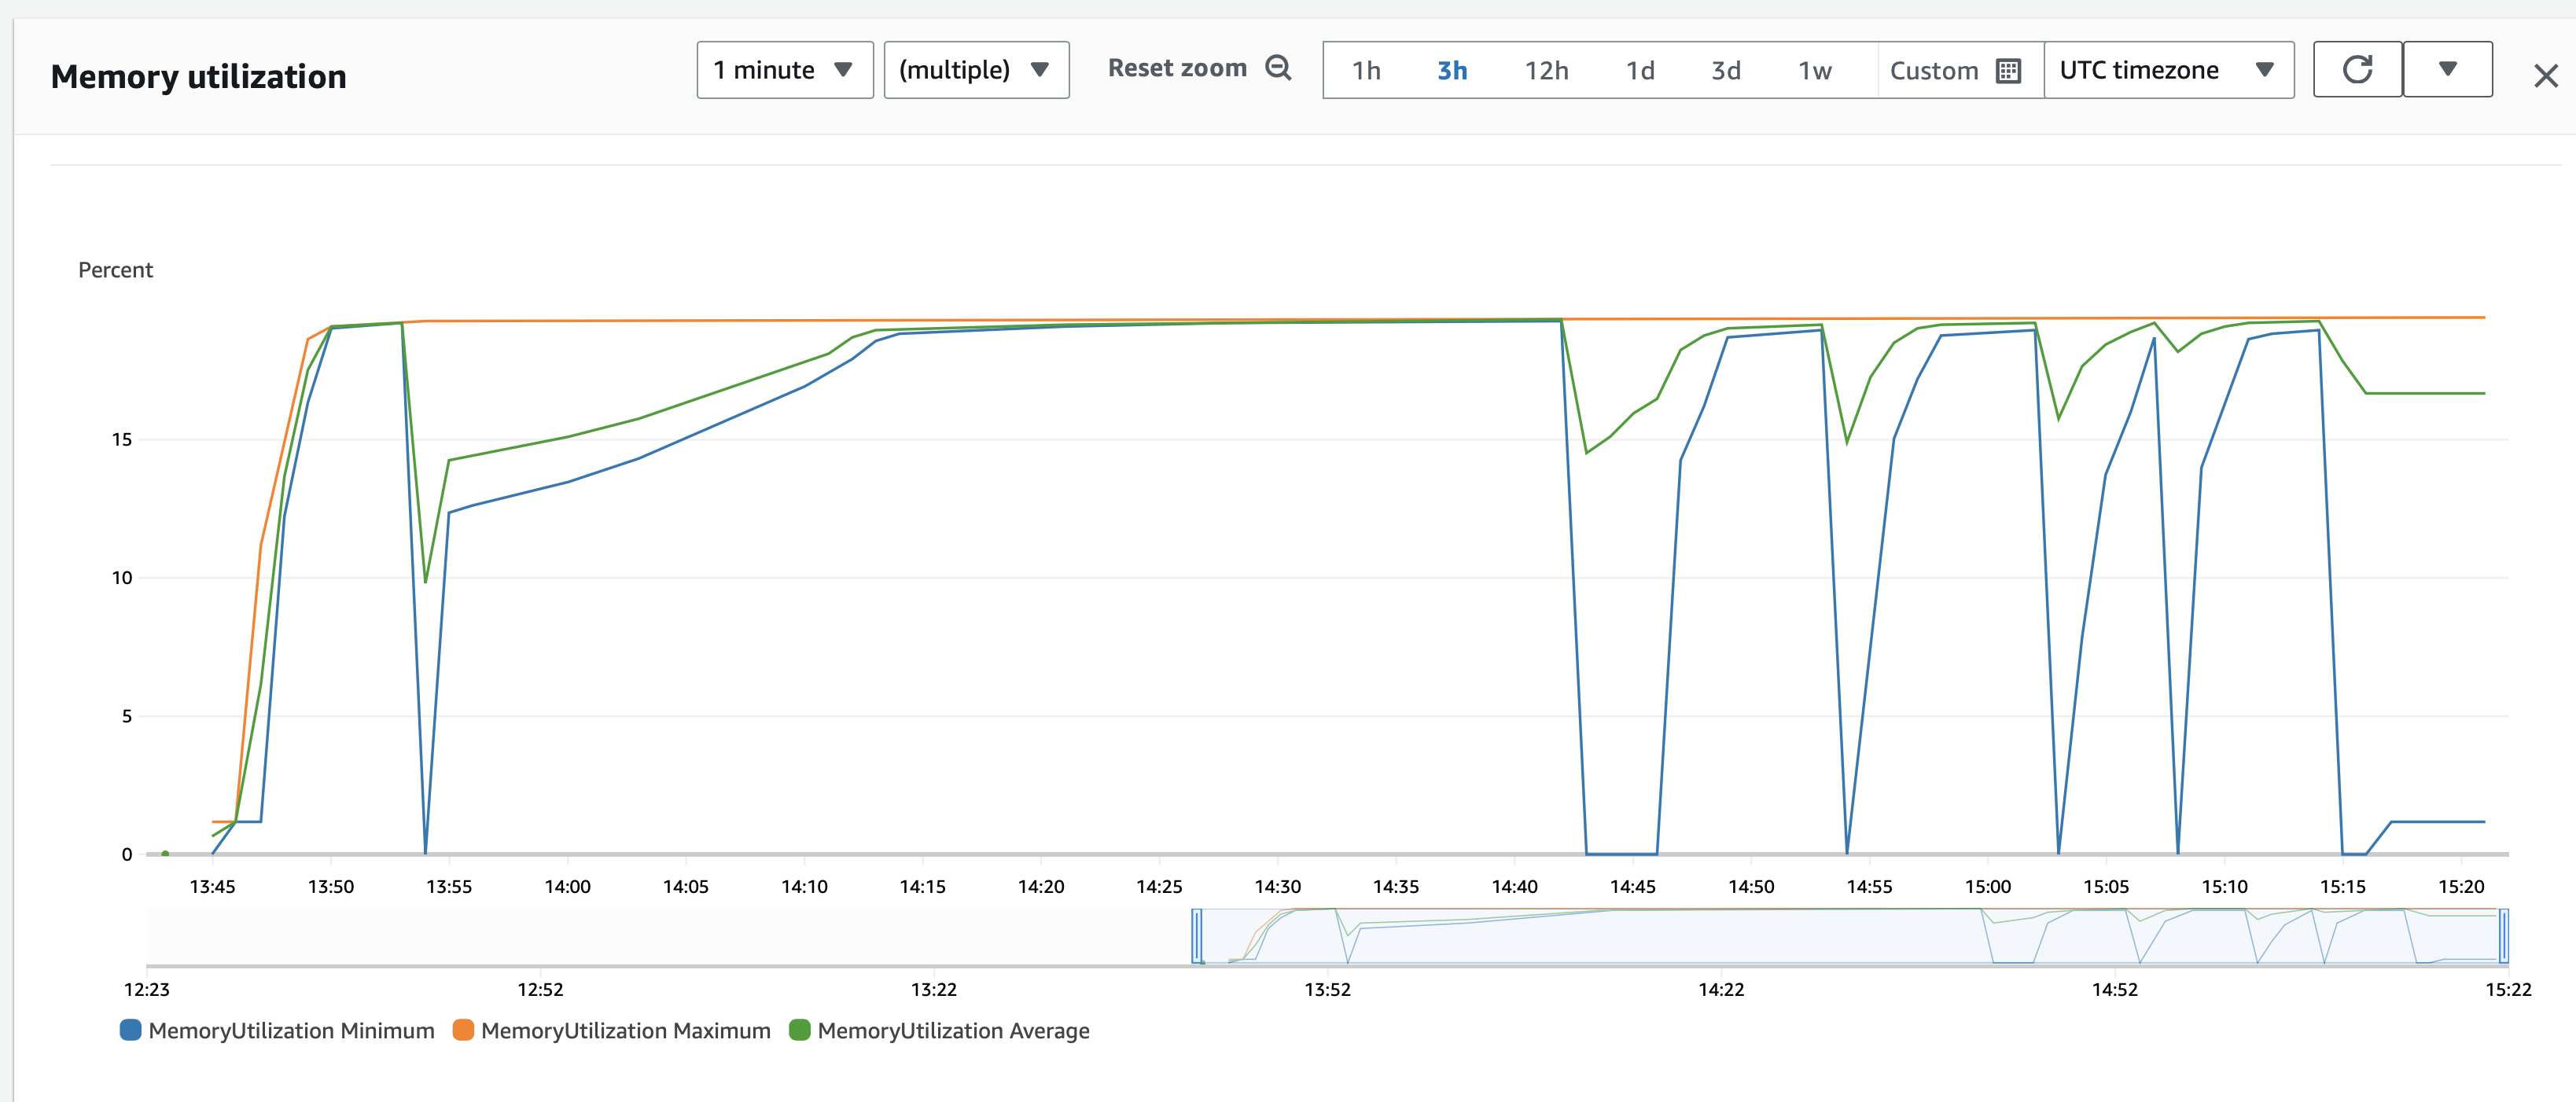 Memory utilization 1 minute (multiple) Reset zoom 1h 3h 12h 1d 3d 1w Custom UTC timezone
Percent
15
10
5
0
13:45 13:50 13:55 14:00 14:05 14:10 14:15 14:20 14:25 14:30 14:35 14:40 14:45 14:50 14:55 15:00 15:05 15:10 15:15 15:20
12:23 12:52 13:22 13:52 14:22 14:52 15:22
MemoryUtilization Minimum MemoryUtilization Maximum MemoryUtilization Average